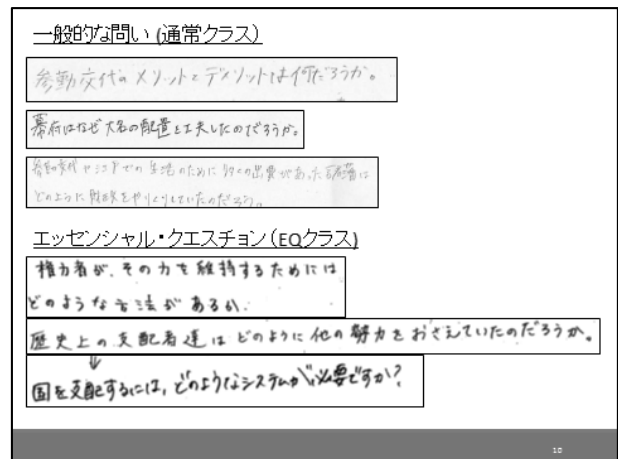 一般的な問い(通常クラス)
参勤交代のメリットとデメリットは何だろうか。
幕府はなぜ大名の配置を工夫したのだろうか。
参勤交代や江戸での生活のために多くの出費があった
どのように財政をやりくりしていたのだろう。
エッセンシャル・クエスチョン(EQクラス)
権力者が、その力を維持するためには
どのような方法があるか.
歴史上の支配者達はどのように他の勢力をおさえていたのだろうか。
↓
国を支配するには,どのようなシステムが必要ですか?
10